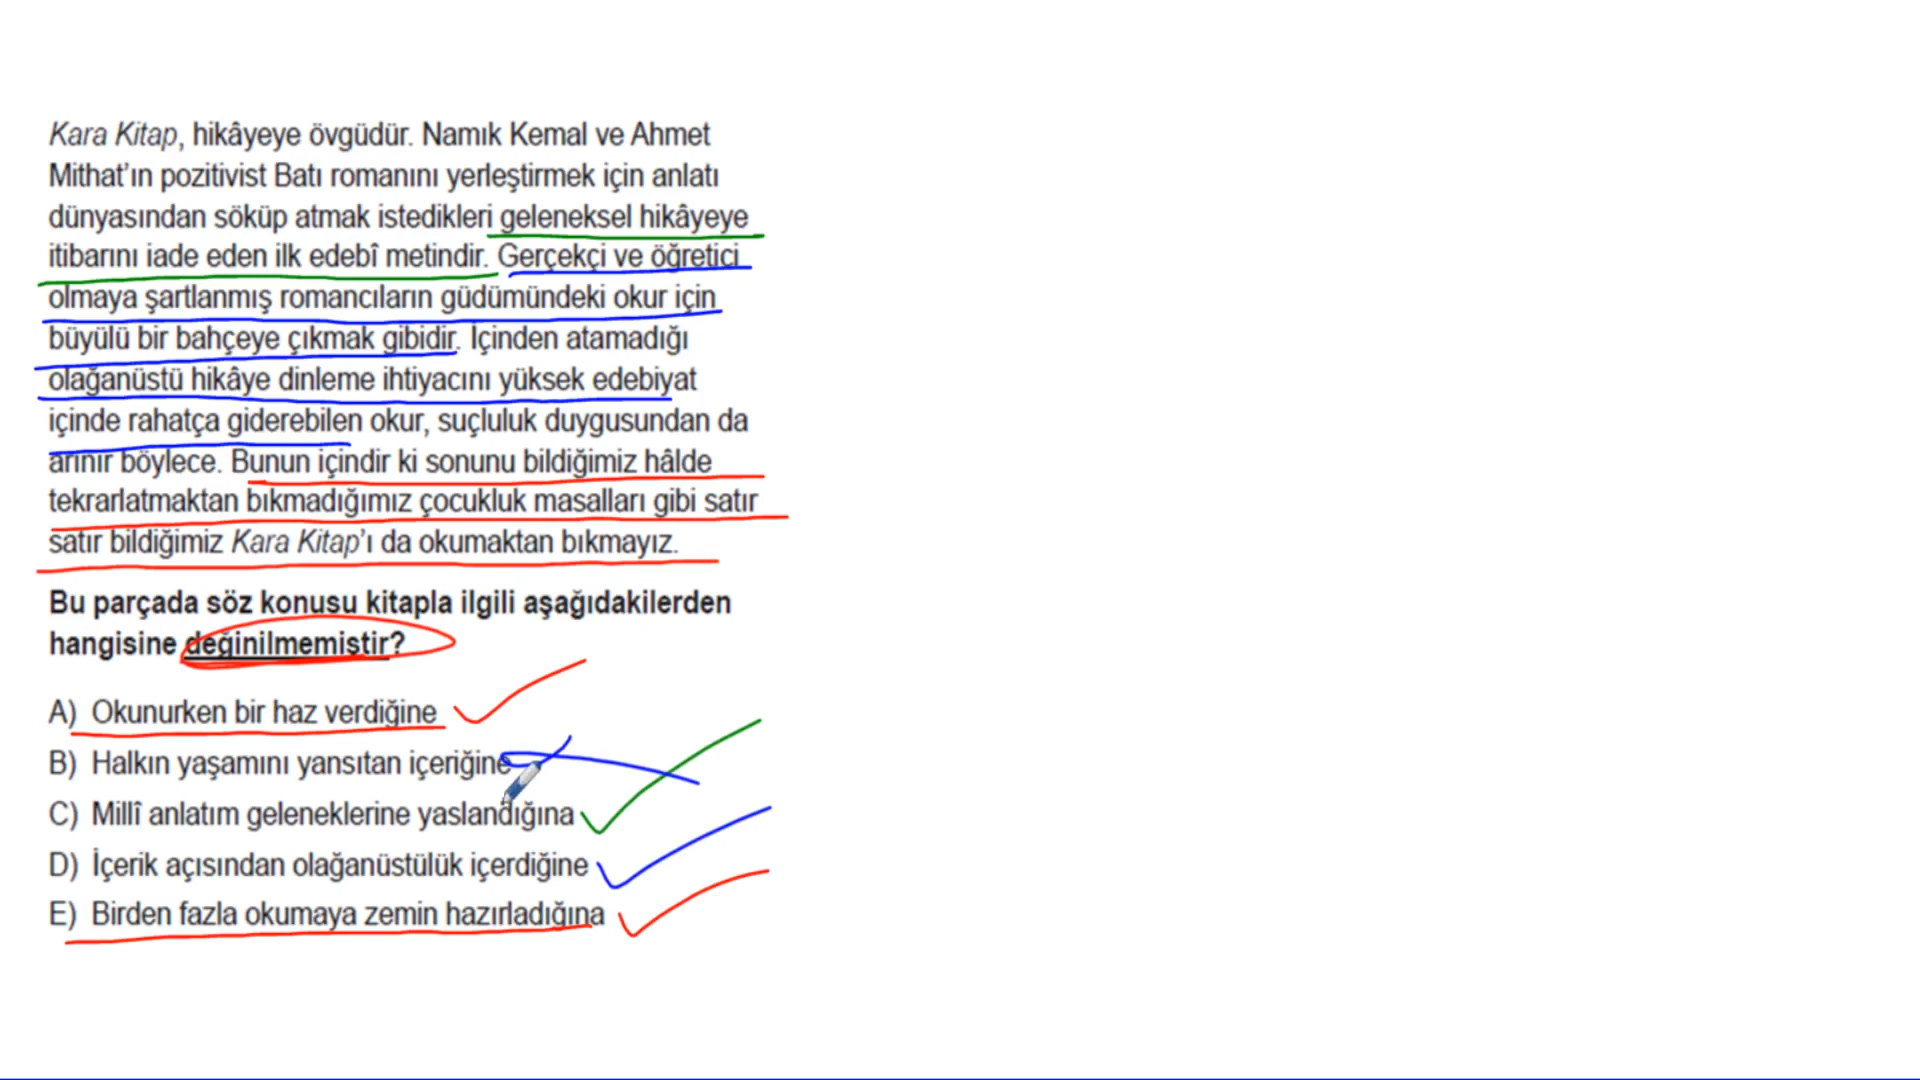 Kara Kitap, hikâyeye övgüdür. Namık Kemal ve Ahmet
Mithat'ın pozitivist Batı romanını yerleştirmek için anlatı
dünyasından söküp atmak istedikleri geleneksel hikâyeye
itibarını iade eden ilk edebî metindir. Gerçekçi ve öğretici
olmaya şartlanmış romancıların güdümündeki okur için
büyülü bir bahçeye çıkmak gibidir. İçinden atamadığı
olağanüstü hikâye dinleme ihtiyacını yüksek edebiyat
içinde rahatça giderebilen okur, suçluluk duygusundan da
arınır böylece. Bunun içindir ki sonunu bildiğimiz hâlde
tekrarlatmaktan bıkmadığımız çocukluk masalları gibi satır
satır bildiğimiz Kara Kitap'ı da okumaktan bıkmayız.
Bu parçada söz konusu kitapla ilgili aşağıdakilerden
hangisine değinilmemiştir?
A) Okunurken bir haz verdiğine
B) Halkın yaşamını yansıtan içeriğine
C) Millî anlatım geleneklerine yaslandığına
D) İçerik açısından olağanüstülük içerdiğine
E) Birden fazla okumaya zemin hazırladığına